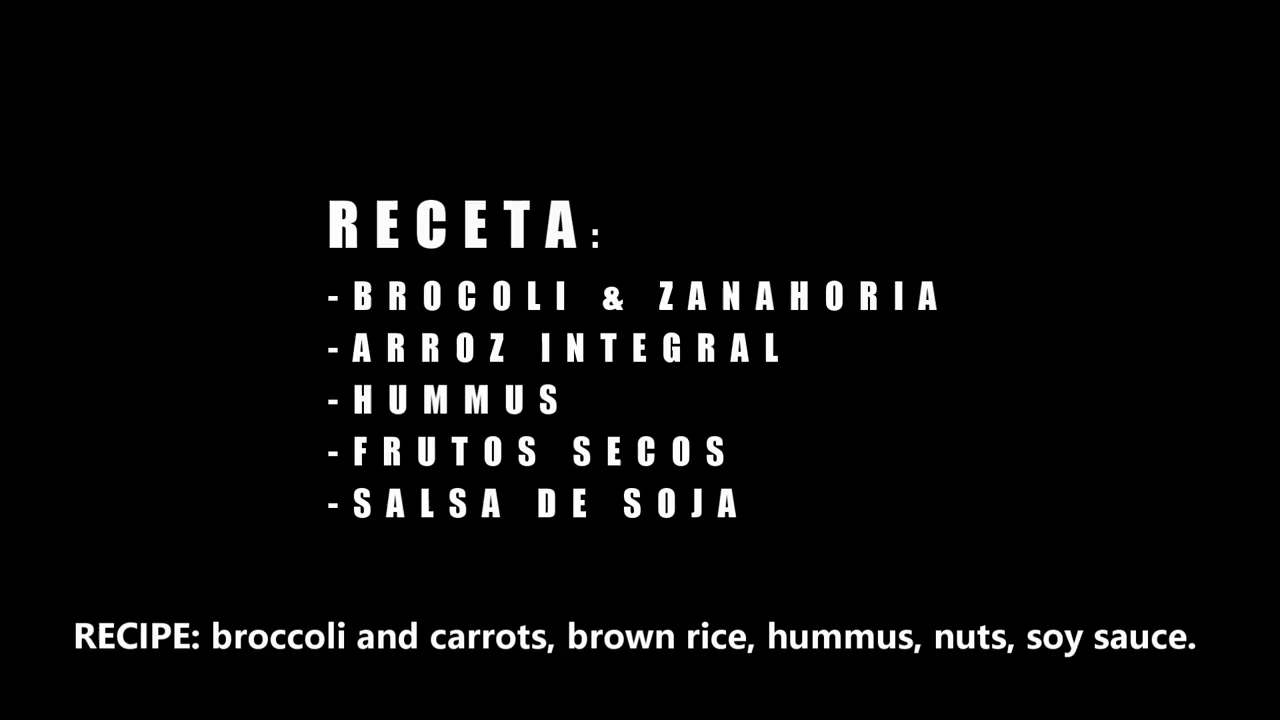 RECETA:
-BROCOLI & ZANAHORIA
-ARROZ INTEGRAL
-HUMMUS
-FRUTOS SECOS
-SALSA DE SOJA
RECIPE: broccoli and carrots, brown rice, hummus, nuts, soy sauce.